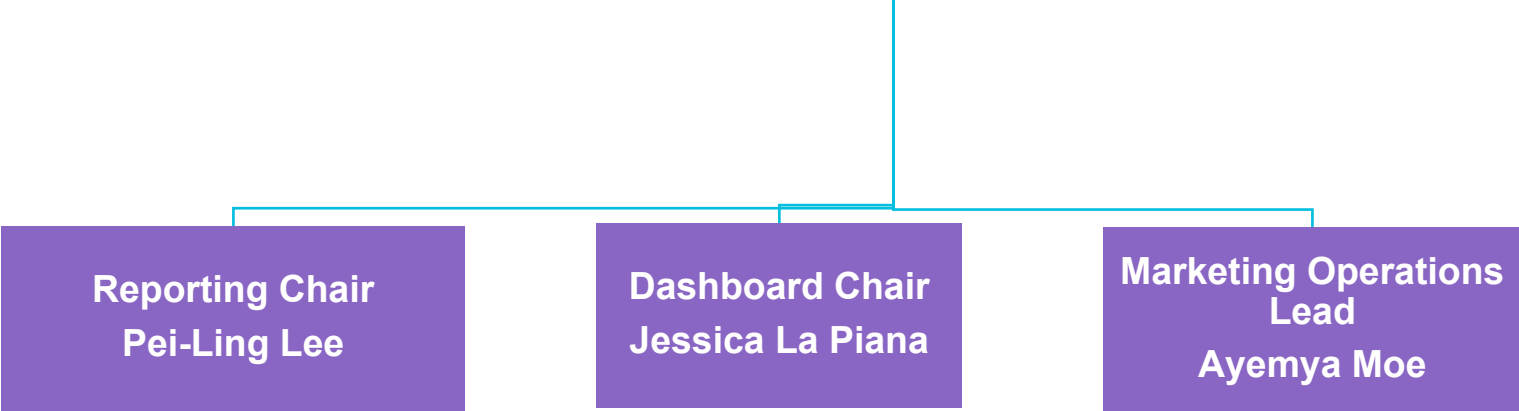 Reporting Chair
Pei-Ling Lee
Dashboard Chair
Jessica La Piana
Marketing Operations
Lead
Ayemya Moe